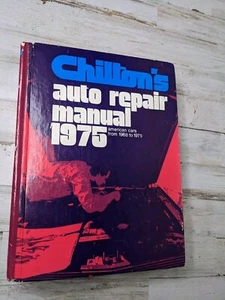 Chilton's
auto repair
manual
1975
american cars
from 1968 to 1975